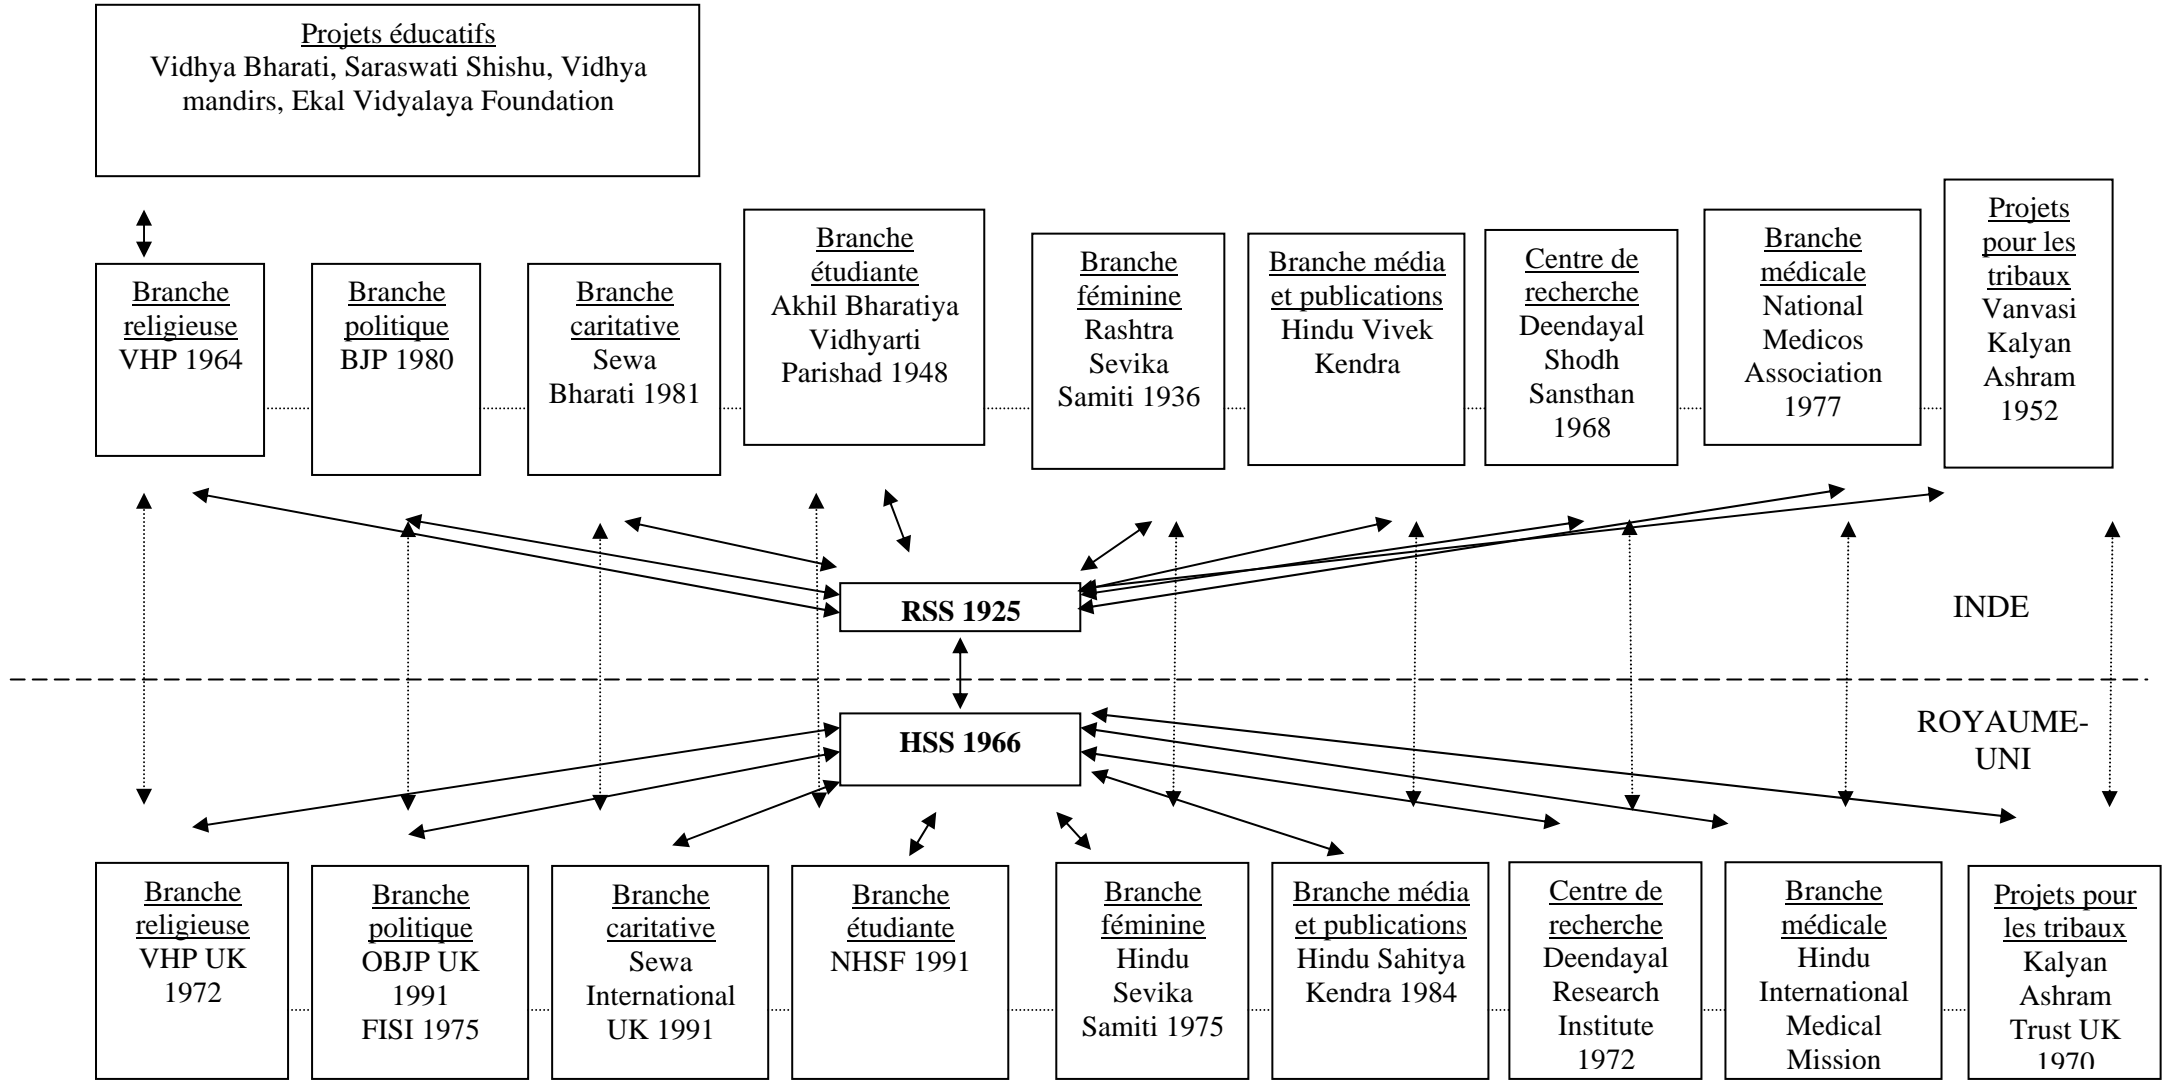 Projets éducatifs
Vidhya Bharati, Saraswati Shishu, Vidhya
mandirs, Ekal Vidyalaya Foundation
Branche
religieuse
VHP 1964
Branche
politique
BJP 1980
Branche
caritative
Sewa
Bharati 1981
Branche
étudiante
Akhil Bharatiya
Vidhyarti
Parishad 1948
Branche
féminine
Rashtra
Sevika
Samiti 1936
Branche média
et publications
Hindu Vivek
Kendra
Centre de
recherche
Deendayal
Shodh
Sansthan
1968
Branche
médicale
National
Medicos
Association
1977
Projets
pour les
tribaux
Vanvasi
Kalyan
Ashram
1952
RSS 1925
INDE
HSS 1966
ROYAUME-
UNI
Branche
religieuse
VHP UK
1972
Branche
politique
OBJP UK
1991
FISI 1975
Branche
caritative
Sewa
International
UK 1991
Branche
étudiante
NHSF 1991
Branche
féminine
Hindu
Sevika
Samiti 1975
Branche média
et publications
Hindu Sahitya
Kendra 1984
Centre de
recherche
Deendayal
Research
Institute
1972
Branche
médicale
Hindu
International
Medical
Mission
Projets pour
les tribaux
Kalyan
Ashram
Trust UK
1970